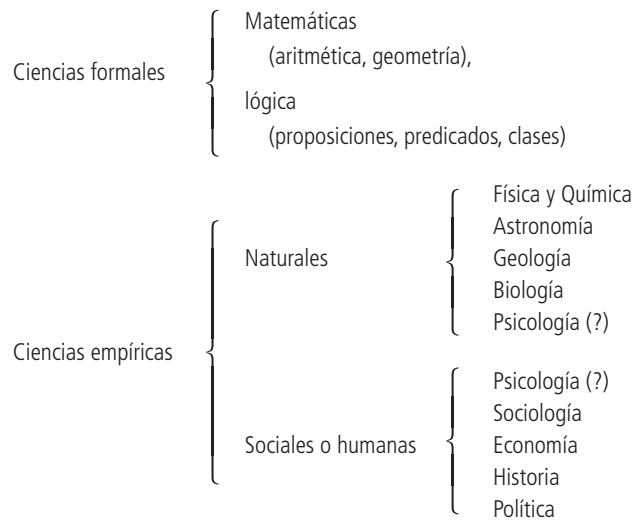 Ciencias formales
Matemáticas
(aritmética, geometría),
lógica
(proposiciones, predicados, clases)
Ciencias empíricas
Naturales
Física y Química
Astronomía
Geología
Biología
Psicología (?)
Sociales o humanas
Psicología (?)
Sociología
Economía
Historia
Política